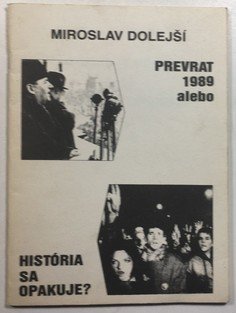 MIROSLAV DOLEJŠÍ
PREVRAT
1989
alebo
HISTÓRIA
SA
OPAKUJE?